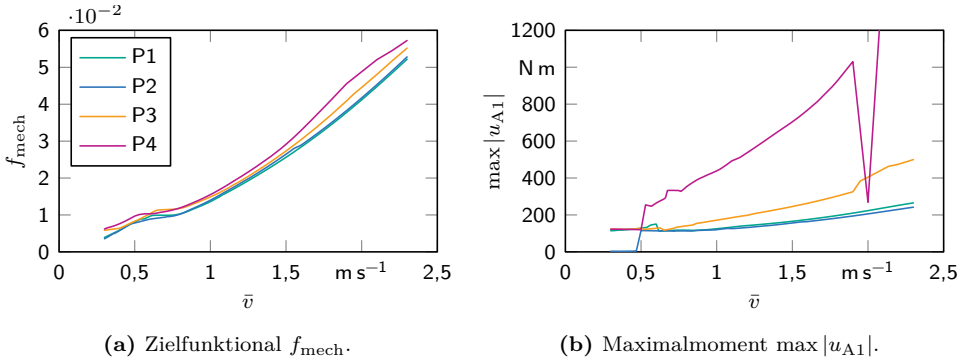 ·10⁻²
6
5
4
3
2
1
0
f_mech
P1
P2
P3
P4
0 0,5 1 1,5 m s⁻¹ 2,5
v̄
(a) Zielfunktional f_mech.
1200
N m
800
600
400
200
0
max |u_A1|
0 0,5 1 1,5 m s⁻¹ 2,5
v̄
(b) Maximalmoment max |u_A1|.